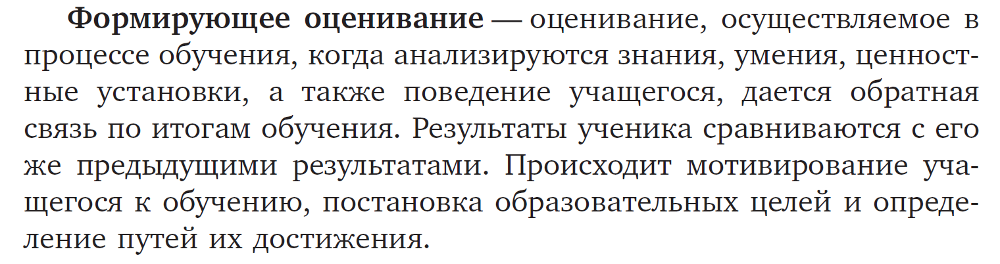 Формирующее оценивание — оценивание, осуществляемое в
процессе обучения, когда анализируются знания, умения, ценност-
ные установки, а также поведение учащегося, дается обратная
связь по итогам обучения. Результаты ученика сравниваются с его
же предыдущими результатами. Происходит мотивирование уча-
щегося к обучению, постановка образовательных целей и опреде-
ление путей их достижения.